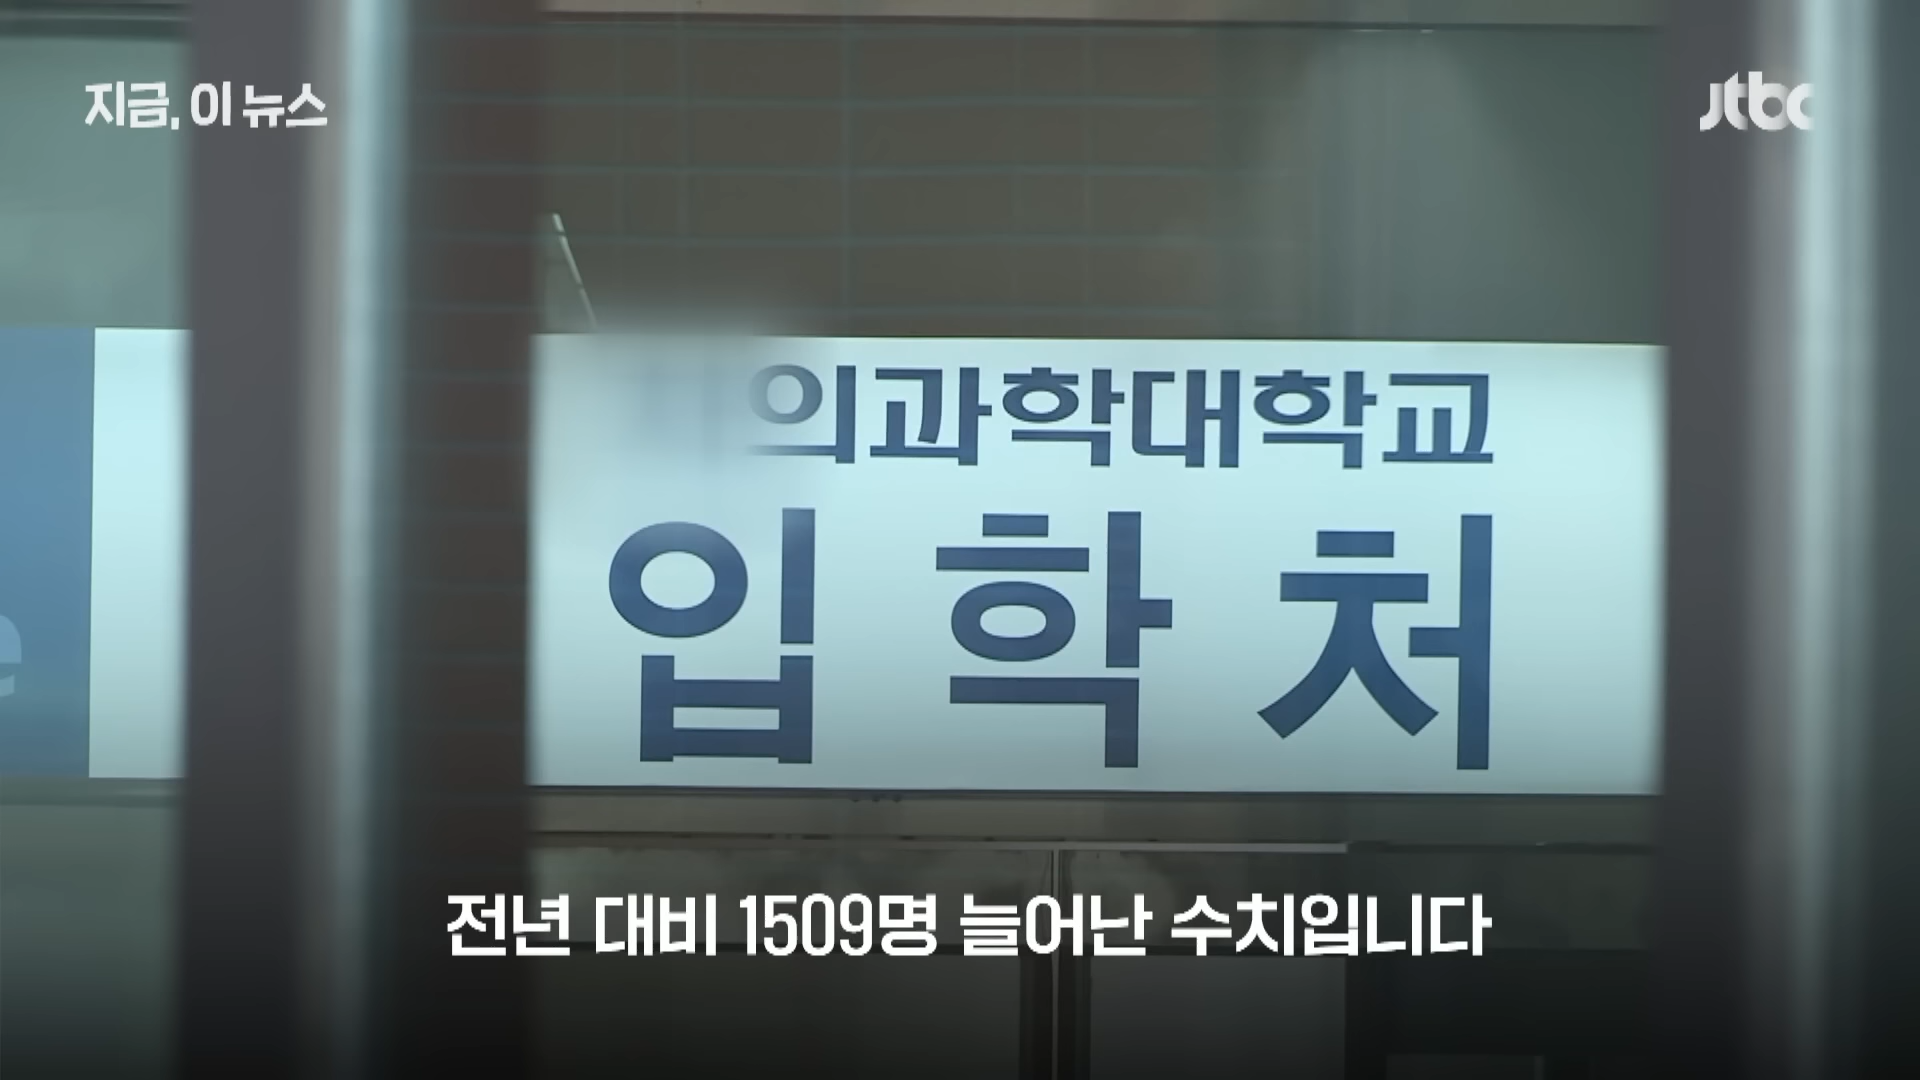 지금, 이 뉴스
jtbc
의과학대학교
입학처
전년 대비 1509명 늘어난 수치입니다